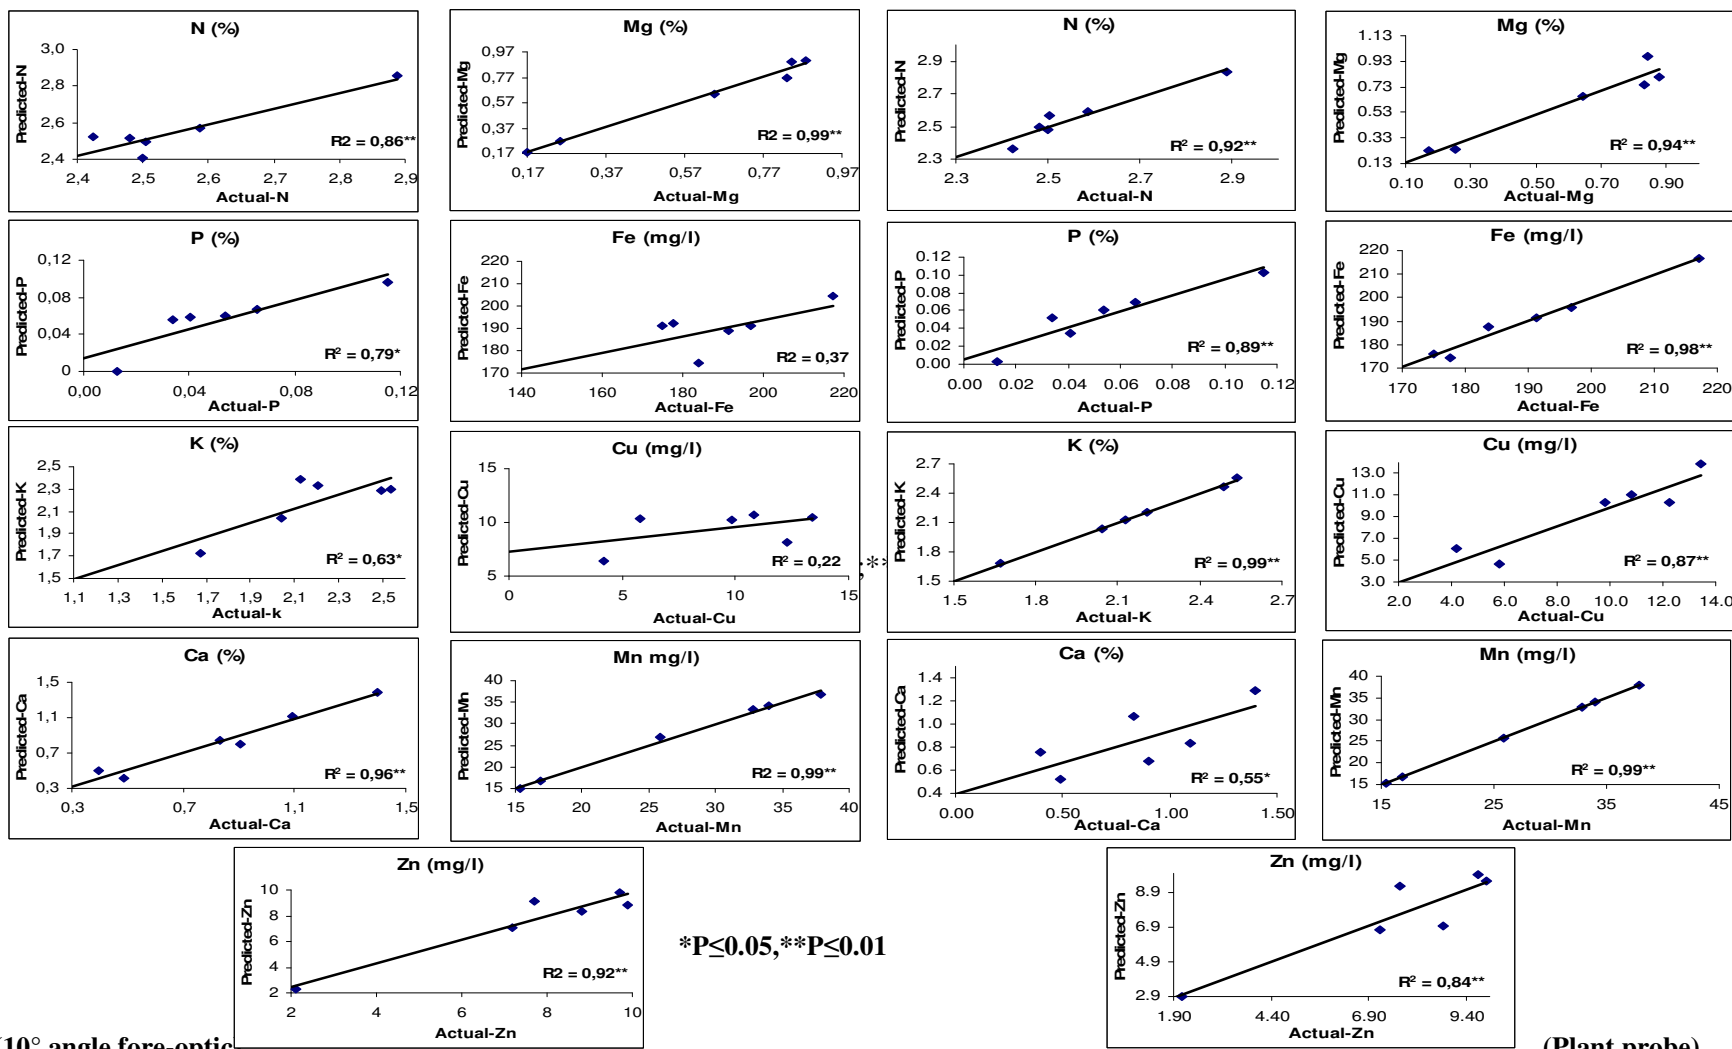 N (%)
Predicted-N
3,0
2,8
2,6
2,4
R2 = 0,86**
2,4 2,5 2,6 2,7 2,8 2,9
Actual-N
Mg (%)
Predicted-Mg
0,97
0,77
0,57
0,37
0,17
R2 = 0,99**
0,17 0,37 0,57 0,77 0,97
Actual-Mg
N (%)
Predicted-N
2.9
2.7
2.5
2.3
R² = 0,92**
2.3 2.5 2.7 2.9
Actual-N
Mg (%)
Predicted-Mg
1.13
0.93
0.73
0.53
0.33
0.13
R² = 0,94**
0.10 0.30 0.50 0.70 0.90
Actual-Mg
P (%)
Predicted-P
0,12
0,08
0,04
0
R² = 0,79*
0,00 0,04 0,08 0,12
Actual-P
Fe (mg/l)
Predicted-Fe
220
210
200
190
180
170
R2 = 0,37
140 160 180 200 220
Actual-Fe
P (%)
Predicted-P
0.12
0.10
0.08
0.06
0.04
0.02
0.00
R² = 0,89**
0.00 0.02 0.04 0.06 0.08 0.10 0.12
Actual-P
Fe (mg/l)
Predicted-Fe
220
210
200
190
180
170
R² = 0,98**
170 180 190 200 210 220
Actual-Fe
K (%)
Predicted-K
2,5
2,3
2,1
1,9
1,7
1,5
R² = 0,63*
1,1 1,3 1,5 1,7 1,9 2,1 2,3 2,5
Actual-k
Cu (mg/l)
Predicted-Cu
15
10
5
R² = 0,22
0 5 10 15
Actual-Cu
;**
K (%)
Predicted-K
2.7
2.4
2.1
1.8
1.5
R² = 0,99**
1.5 1.8 2.1 2.4 2.7
Actual-K
Cu (mg/l)
Predicted-Cu
13.0
11.0
9.0
7.0
5.0
3.0
R² = 0,87**
2.0 4.0 6.0 8.0 10.0 12.0 14.0
Actual-Cu
Ca (%)
Predicted-Ca
1,5
1,1
0,7
0,3
R² = 0,96**
0,3 0,7 1,1 1,5
Actual-Ca
Mn mg/l)
Predicted-Mn
40
35
30
25
20
15
R2 = 0,99**
15 20 25 30 35 40
Actual-Mn
Ca (%)
Predicted-Ca
1.4
1.2
1.0
0.8
0.6
0.4
R² = 0,55*
0.00 0.50 1.00 1.50
Actual-Ca
Mn (mg/l)
Predicted-Mn
40
35
30
25
20
15
R² = 0,99**
15 25 35 45
Actual-Mn
Zn (mg/l)
Predicted-Zn
10
8
6
4
2
R2 = 0,92**
2 4 6 8 10
Actual-Zn
*P≤0.05,**P≤0.01
Zn (mg/l)
Predicted-Zn
8.9
6.9
4.9
2.9
R² = 0,84**
1.90 4.40 6.90 9.40
Actual-Zn
(10° angle fore-optic
(Plant probe)